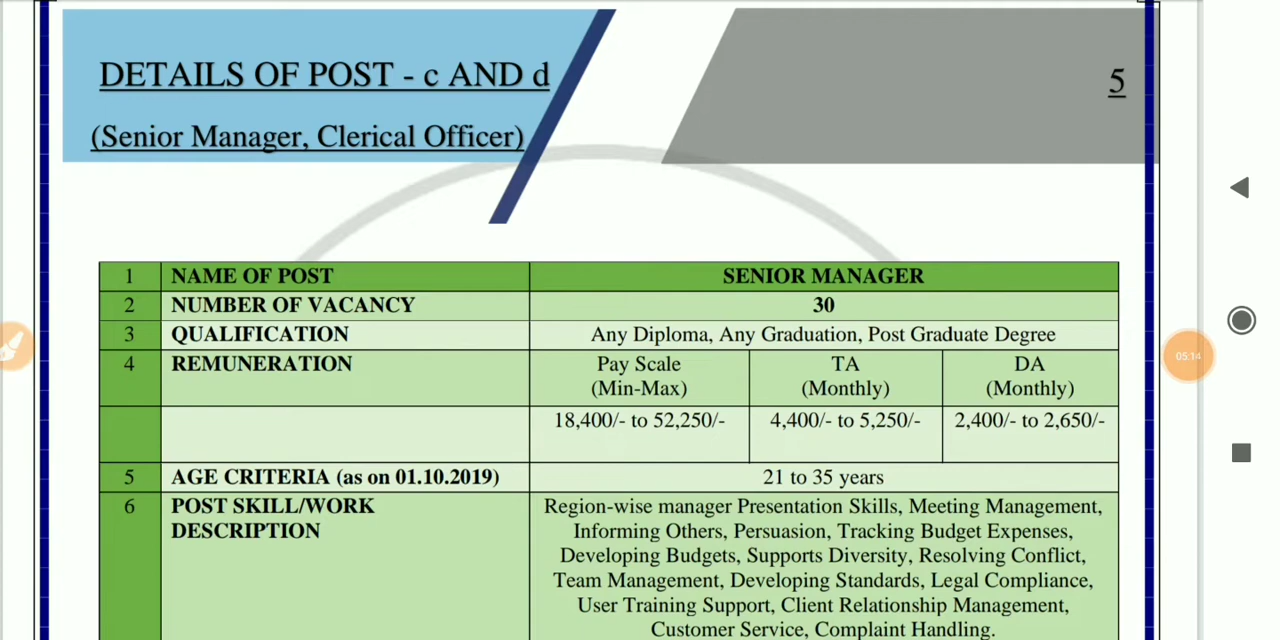 DETAILS OF POST - c AND d
(Senior Manager, Clerical Officer)
5
1 NAME OF POST SENIOR MANAGER
2 NUMBER OF VACANCY 30
3 QUALIFICATION Any Diploma, Any Graduation, Post Graduate Degree
4 REMUNERATION Pay Scale (Min-Max) TA (Monthly) DA (Monthly)
18,400/- to 52,250/- 4,400/- to 5,250/- 2,400/- to 2,650/-
5 AGE CRITERIA (as on 01.10.2019) 21 to 35 years
6 POST SKILL/WORK
DESCRIPTION
Region-wise manager Presentation Skills, Meeting Management,
Informing Others, Persuasion, Tracking Budget Expenses,
Developing Budgets, Supports Diversity, Resolving Conflict,
Team Management, Developing Standards, Legal Compliance,
User Training Support, Client Relationship Management,
Customer Service, Complaint Handling.
05:14